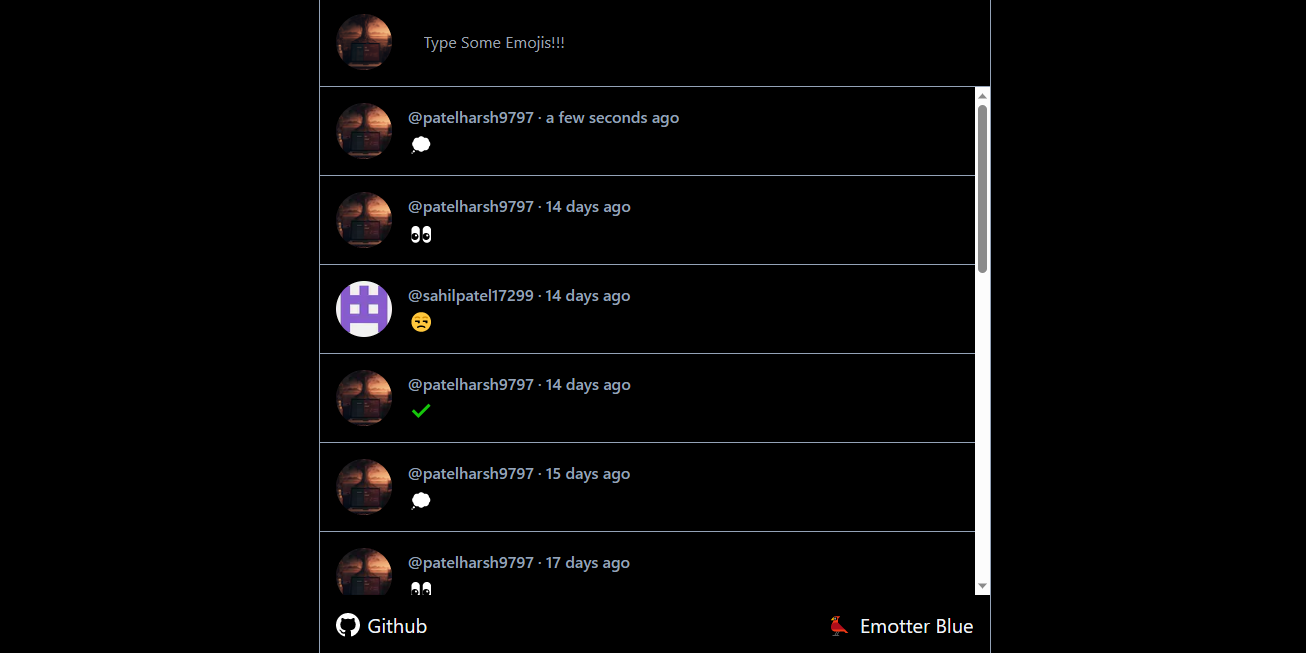 Type Some Emojis!!!
@patelharsh9797 · a few seconds ago
💭
@patelharsh9797 · 14 days ago
👀
@sahilpatel17299 · 14 days ago
😒
@patelharsh9797 · 14 days ago
✔
@patelharsh9797 · 15 days ago
💭
@patelharsh9797 · 17 days ago
👀
Github
Emotter Blue